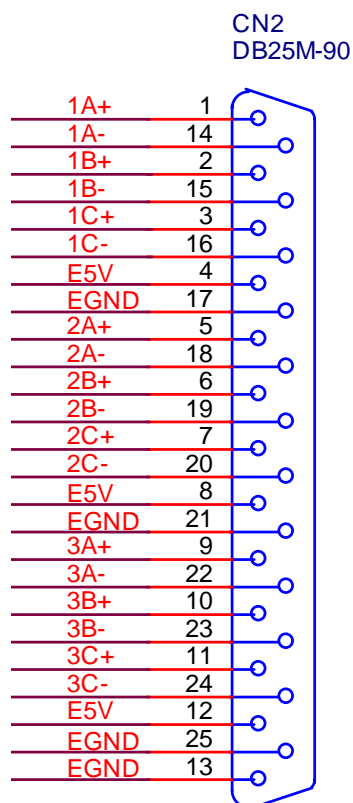 CN2
DB25M-90
1A+ 1
1A- 14
1B+ 2
1B- 15
1C+ 3
1C- 16
E5V 4
EGND 17
2A+ 5
2A- 18
2B+ 6
2B- 19
2C+ 7
2C- 20
E5V 8
EGND 21
3A+ 9
3A- 22
3B+ 10
3B- 23
3C+ 11
3C- 24
E5V 12
EGND 25
EGND 13